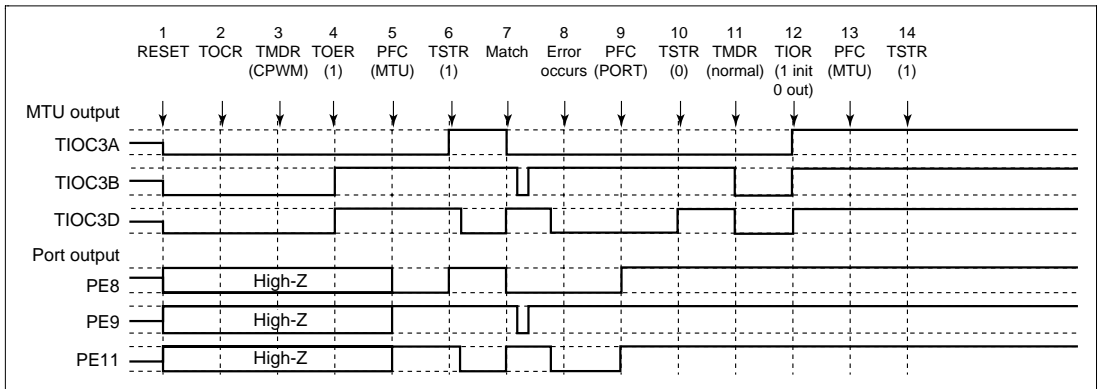 1 2 3 4 5 6 7 8 9 10 11 12 13 14
RESET TOCR TMDR TOER PFC TSTR Match Error PFC TSTR TMDR TIOR PFC TSTR
(CPWM) (1) (MTU) (1) occurs (PORT) (0) (normal) (1 init (MTU) (1)
0 out)
MTU output
TIOC3A
TIOC3B
TIOC3D
Port output
PE8 High-Z
PE9 High-Z
PE11 High-Z